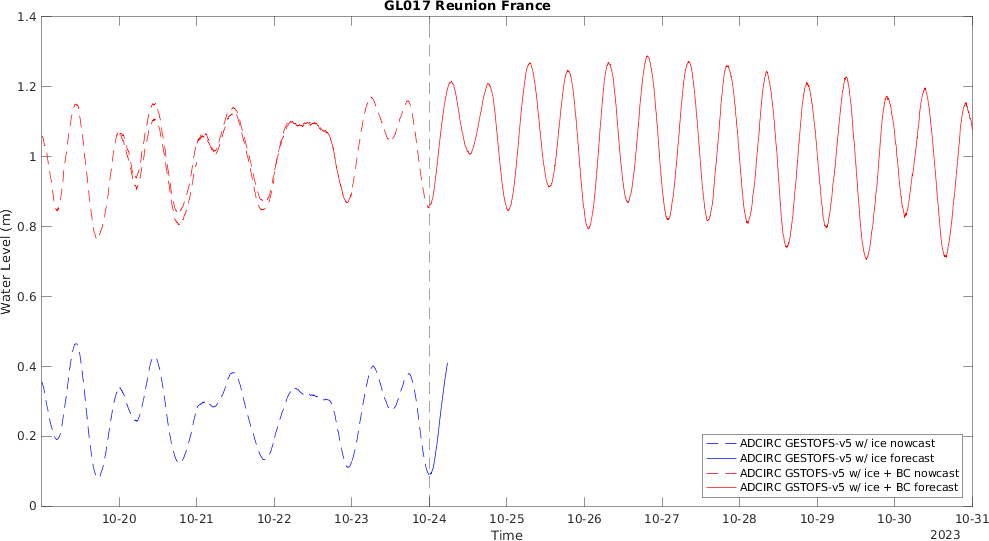 GL017 Reunion France
1.4
1.2
1
0.8
0.6
0.4
0.2
0
Water Level (m)
ADCIRC GESTOFS-v5 w/ ice nowcast
ADCIRC GESTOFS-v5 w/ ice forecast
ADCIRC GSTOFS-v5 w/ ice + BC nowcast
ADCIRC GSTOFS-v5 w/ ice + BC forecast
10-20 10-21 10-22 10-23 10-24 10-25 10-26 10-27 10-28 10-29 10-30 10-31
Time
2023